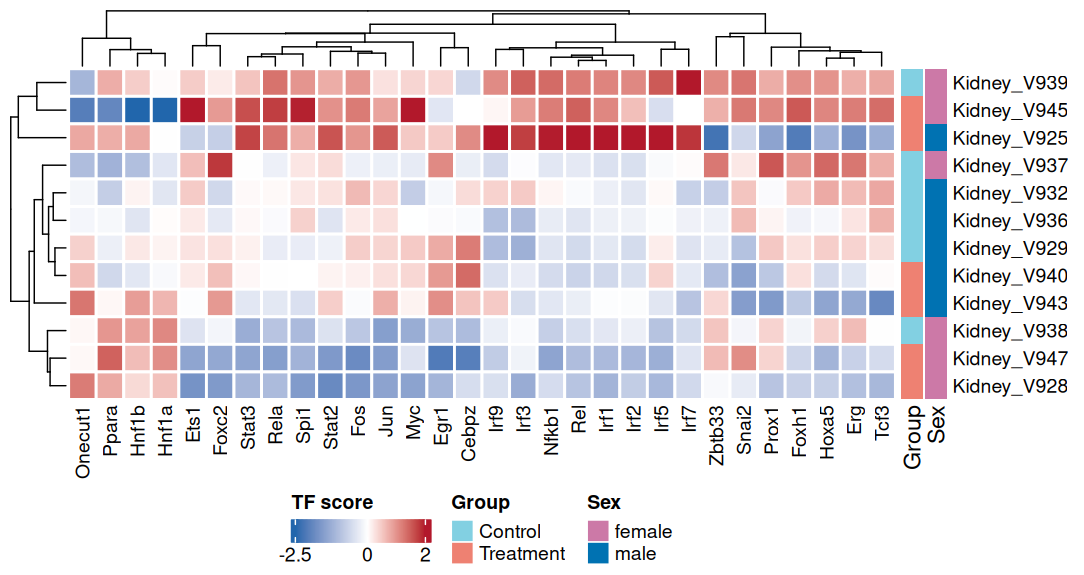 Kidney_V939
Kidney_V945
Kidney_V925
Kidney_V937
Kidney_V932
Kidney_V936
Kidney_V929
Kidney_V940
Kidney_V943
Kidney_V938
Kidney_V947
Kidney_V928
Onecut1 Ppara Hnf1b Hnf1a Ets1 Foxc2 Stat3 Rela Spi1 Stat2 Fos Jun Myc Egr1 Cebpz Irf9 Irf3 Nfkb1 Rel Irf1 Irf2 Irf5 Irf7 Zbtb33 Snai2 Prox1 Foxh1 Hoxa5 Erg Tcf3 Group Sex
TF score Group Sex
Control female
Treatment male
-2.5 0 2